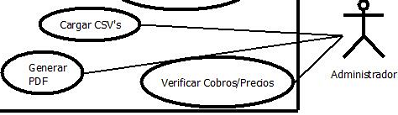 Cargar CSV's
Generar
PDF
Verificar Cobros/Precios
Administrador